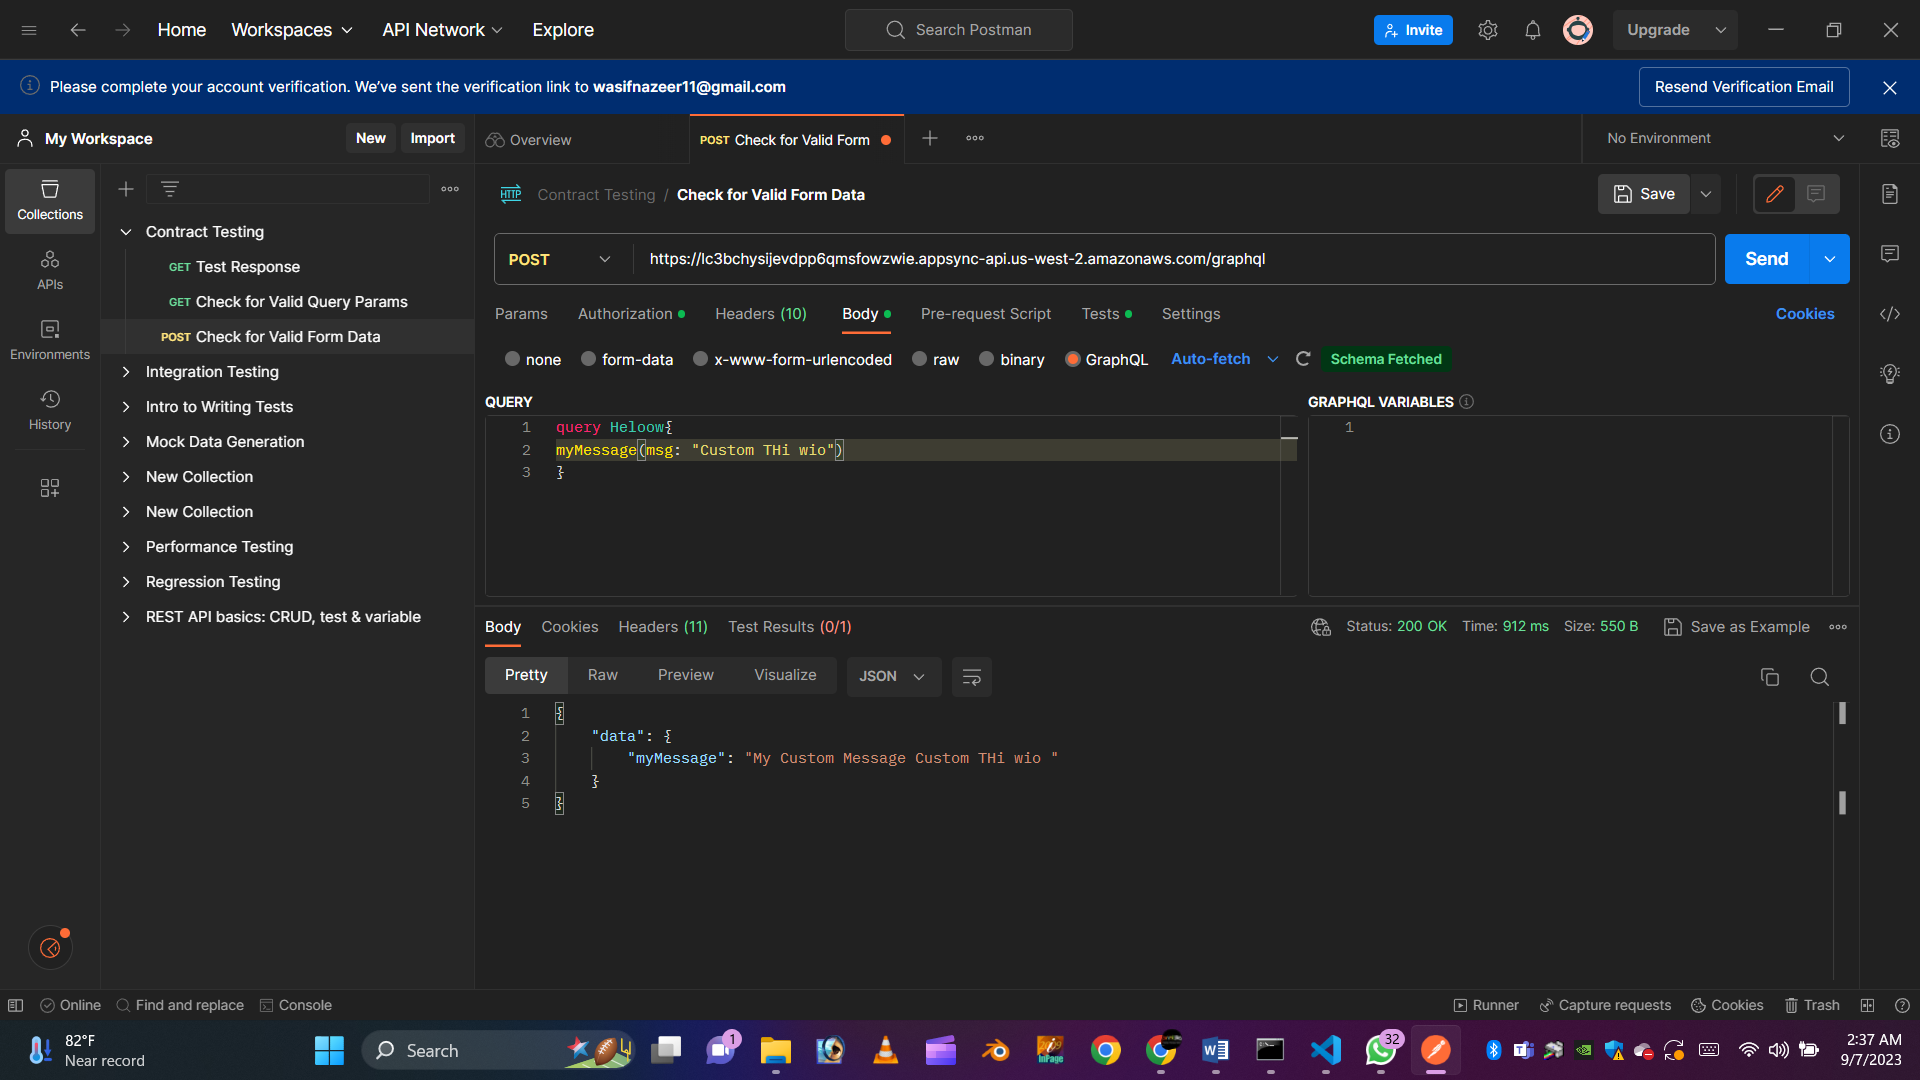 Home
Workspaces
API Network
Explore
Search Postman
Invite
Upgrade
Please complete your account verification. We've sent the verification link to wasifnazeer11@gmail.com
Resend Verification Email
My Workspace
New
Import
Overview
POST Check for Valid Form
No Environment
Collections
APIs
Environments
History
Contract Testing
GET Test Response
GET Check for Valid Query Params
POST Check for Valid Form Data
Integration Testing
Intro to Writing Tests
Mock Data Generation
New Collection
New Collection
Performance Testing
Regression Testing
REST API basics: CRUD, test & variable
HTTP Contract Testing / Check for Valid Form Data
Save
POST
https://lc3bchysijevdpp6qmsfowzwie.appsync-api.us-west-2.amazonaws.com/graphql
Send
Params
Authorization
Headers (10)
Body
Pre-request Script
Tests
Settings
Cookies
none
form-data
x-www-form-urlencoded
raw
binary
GraphQL
Auto-fetch
Schema Fetched
QUERY
1 query Heloow{
2 myMessage(msg: "Custom THi wio")
3 }
GRAPHQL VARIABLES
1
Body
Cookies
Headers (11)
Test Results (0/1)
Status: 200 OK
Time: 912 ms
Size: 550 B
Save as Example
Pretty
Raw
Preview
Visualize
JSON
1 {
2 "data": {
3 "myMessage": "My Custom Message Custom THi wio "
4 }
5 }
Online
Find and replace
Console
Runner
Capture requests
Cookies
Trash
82°F
Near record
Search
1
InPage
32
2:37 AM
9/7/2023